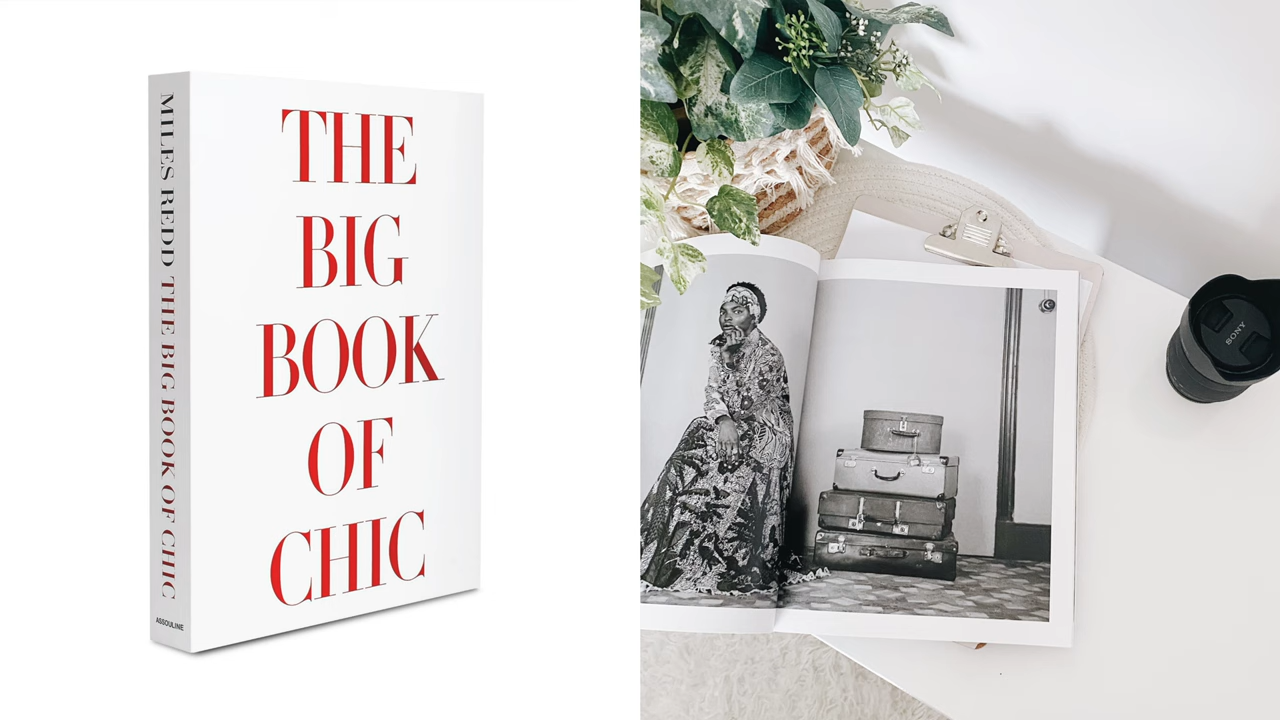 MILES REDD THE BIG BOOK OF CHIC
ASSOULINE
THE
BIG
BOOK
OF
CHIC
SONY